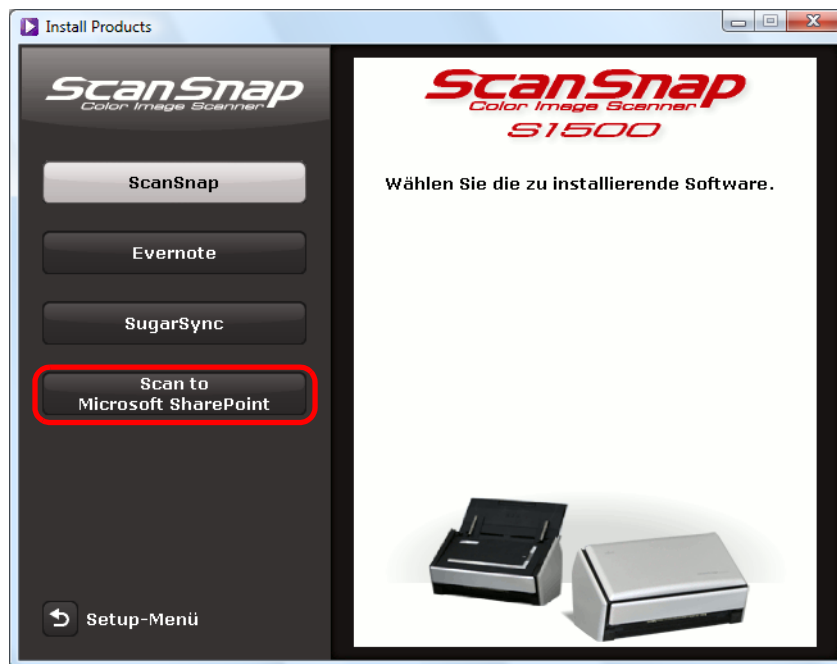 Install Products
ScanSnap
Color Image Scanner
ScanSnap
Evernote
SugarSync
Scan to
Microsoft SharePoint
Setup-Menü
ScanSnap
Color Image Scanner
S1500
Wählen Sie die zu installierende Software.